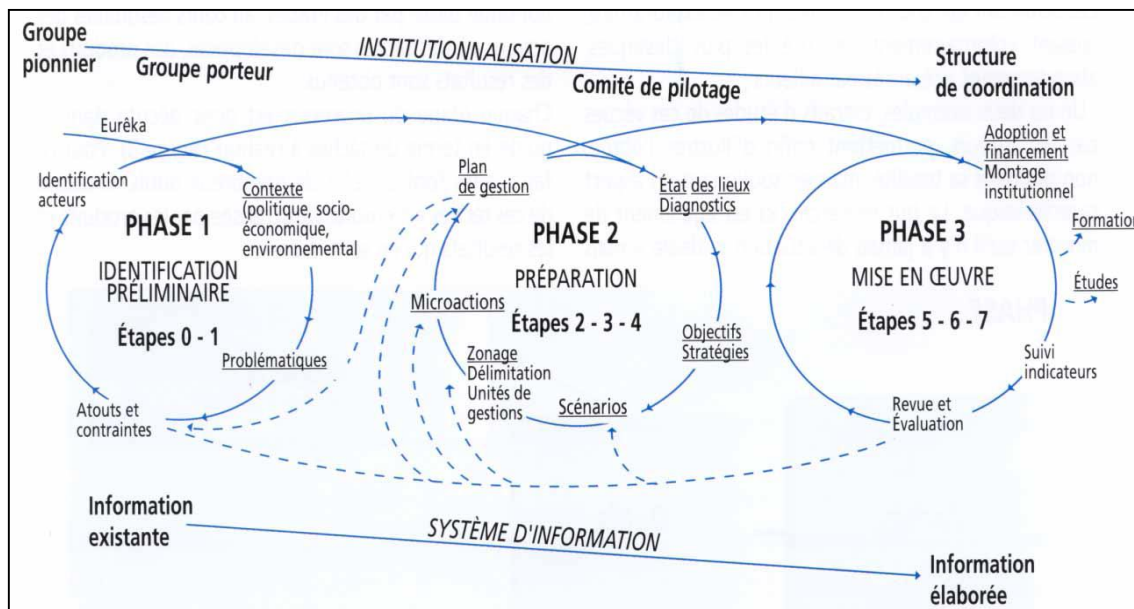 Groupe
pionnier
Groupe porteur
INSTITUTIONNALISATION
Comité de pilotage
Structure
de coordination
Eurêka
Identification
acteurs
Contexte
(politique, socio-
économique,
environnemental
PHASE 1
IDENTIFICATION
PRÉLIMINAIRE
Étapes 0 - 1
Problématiques
Atouts et
contraintes
Plan
de gestion
État des lieux
Diagnostics
PHASE 2
PRÉPARATION
Étapes 2 - 3 - 4
Microactions
Objectifs
Stratégies
Zonage
Délimitation
Unités de
gestions
Scénarios
Adoption et
financement
Montage
institutionnel
Formation
PHASE 3
MISE EN ŒUVRE
Étapes 5 - 6 - 7
Études
Suivi
indicateurs
Revue et
Évaluation
Information
existante
SYSTÈME D'INFORMATION
Information
élaborée